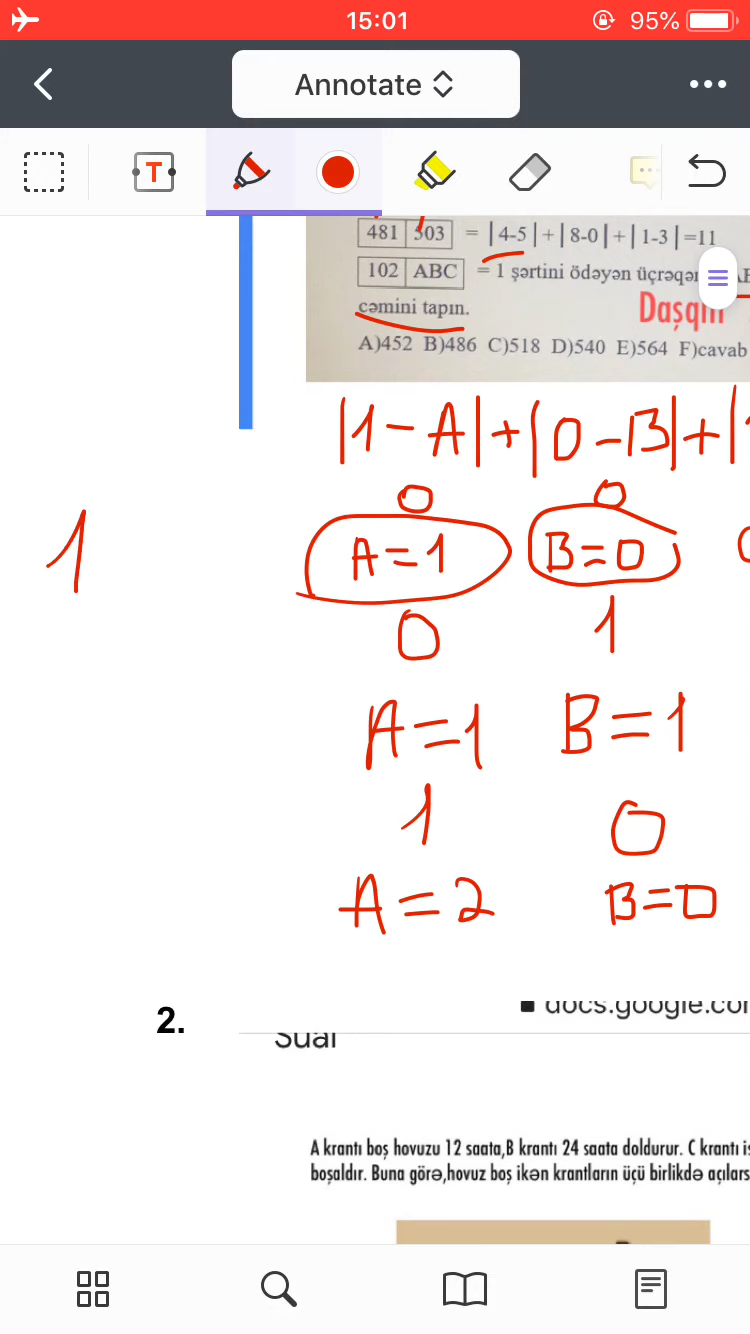 15:01 95%
Annotate
T
481 503 = |4-5|+|8-0|+|1-3|=11
102 ABC = 1 şərtini ödəyən üçrəqəm
cəmini tapın.
Daşqın
A)452 B)486 C)518 D)540 E)564 F)cavab
|1-A|+|0-B|+|
0 0
1 A=1 B=0
0 1
A=1 B=1
1 0
A=2 B=0
docs.google.com
2.
Sual
A krantı boş hovuzu 12 saata,B krantı 24 saata doldurur. C krantı is
boşaldır. Buna görə,hovuz boş ikən krantların üçü birlikdə açılars